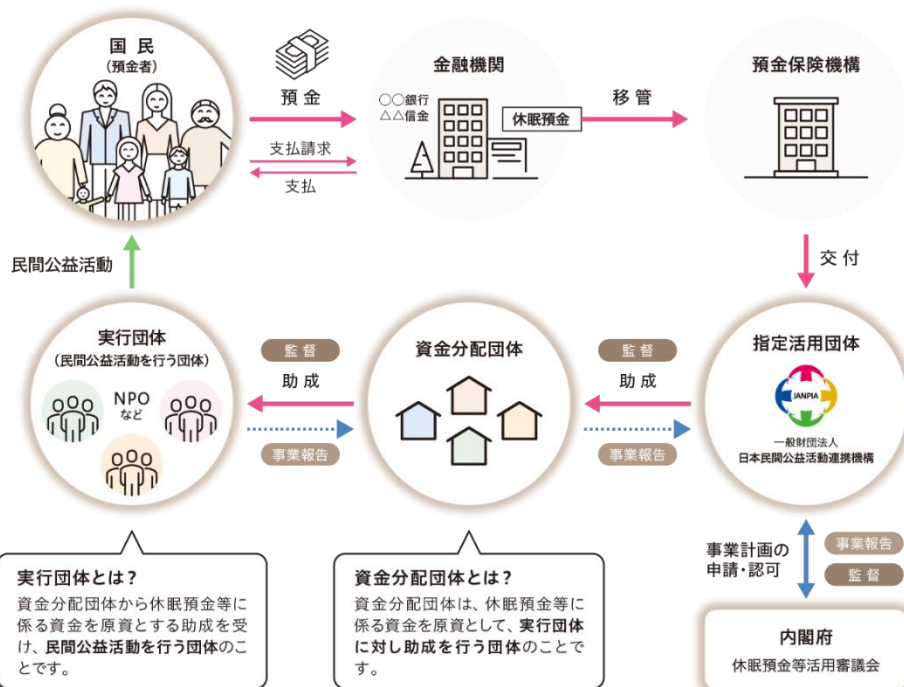 国民
(預金者)
預金
支払請求
支払
金融機関
○○銀行
△△信金
休眠預金
移管
預金保険機構
交付
民間公益活動
実行団体
(民間公益活動を行う団体)
NPO
など
監督
助成
事業報告
資金分配団体
監督
助成
事業報告
指定活用団体
JANPIA
一般財団法人
日本民間公益活動連携機構
実行団体とは?
資金分配団体から休眠預金等に
係る資金を原資とする助成を受
け、民間公益活動を行う団体のこ
とです。
資金分配団体とは?
資金分配団体は、休眠預金等に
係る資金を原資として、実行団体
に対し助成を行う団体のことで
す。
事業計画の
申請・認可
事業報告
監督
内閣府
休眠預金等活用審議会